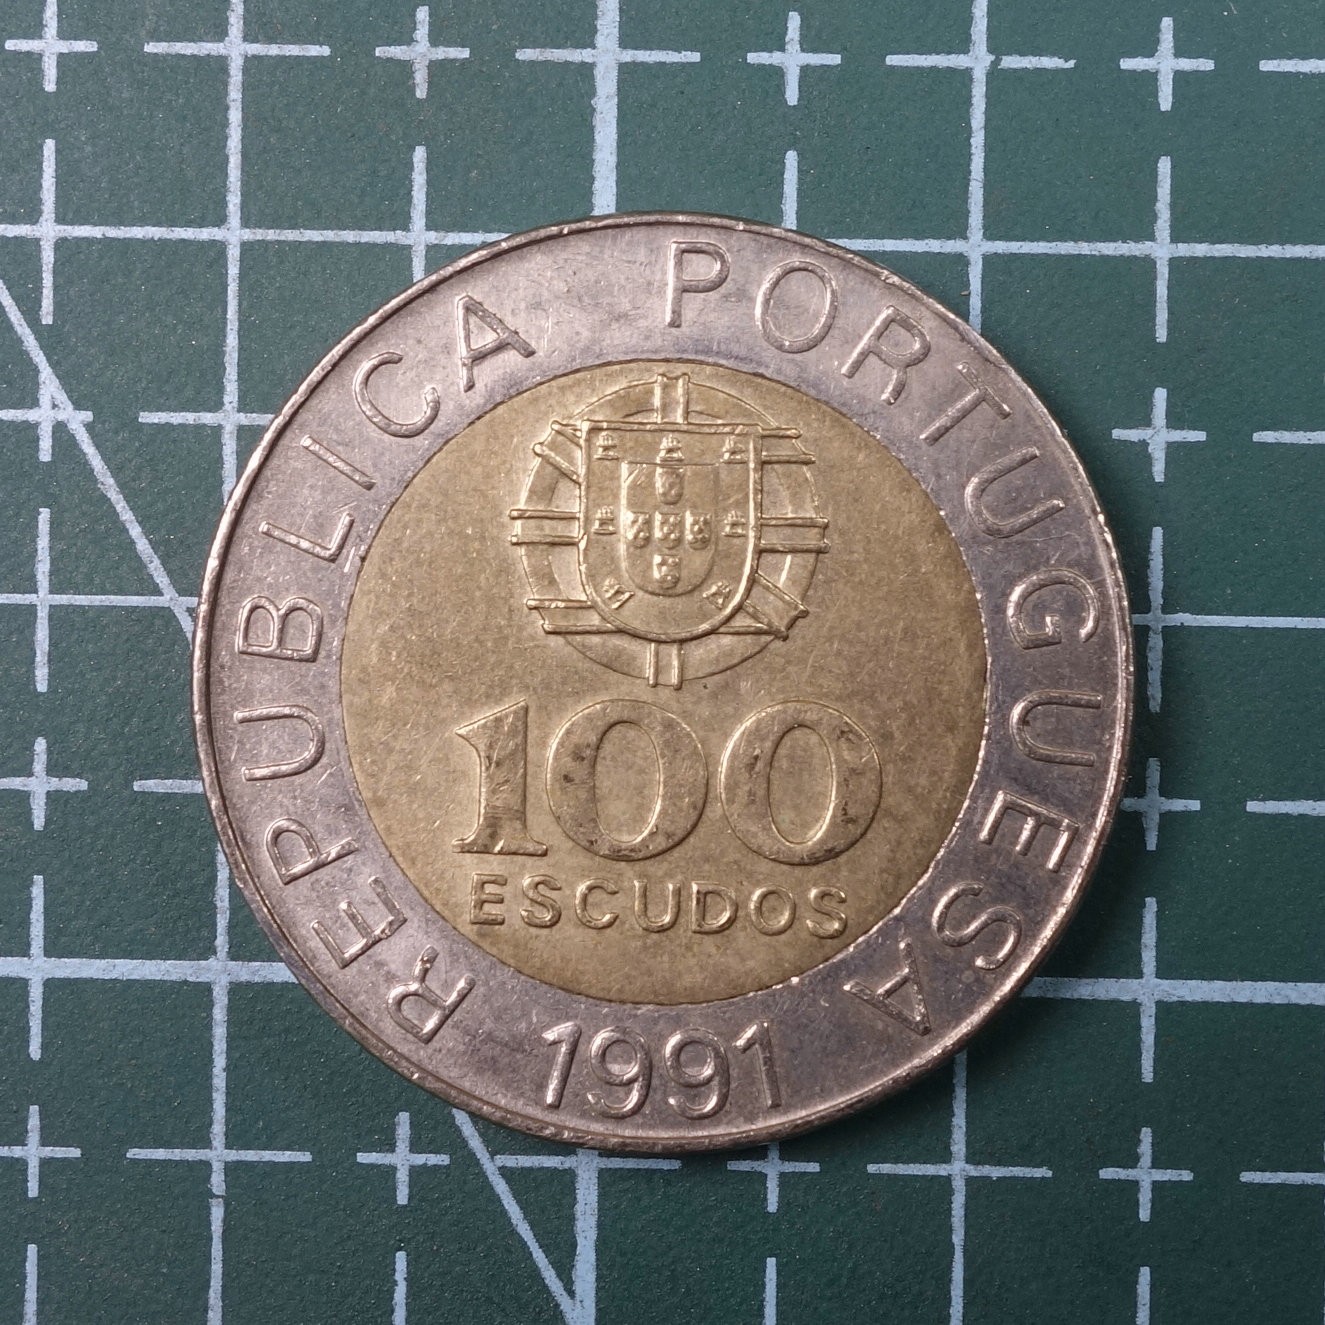 REPUBLICA PORTUGUESA
100
ESCUDOS
1991